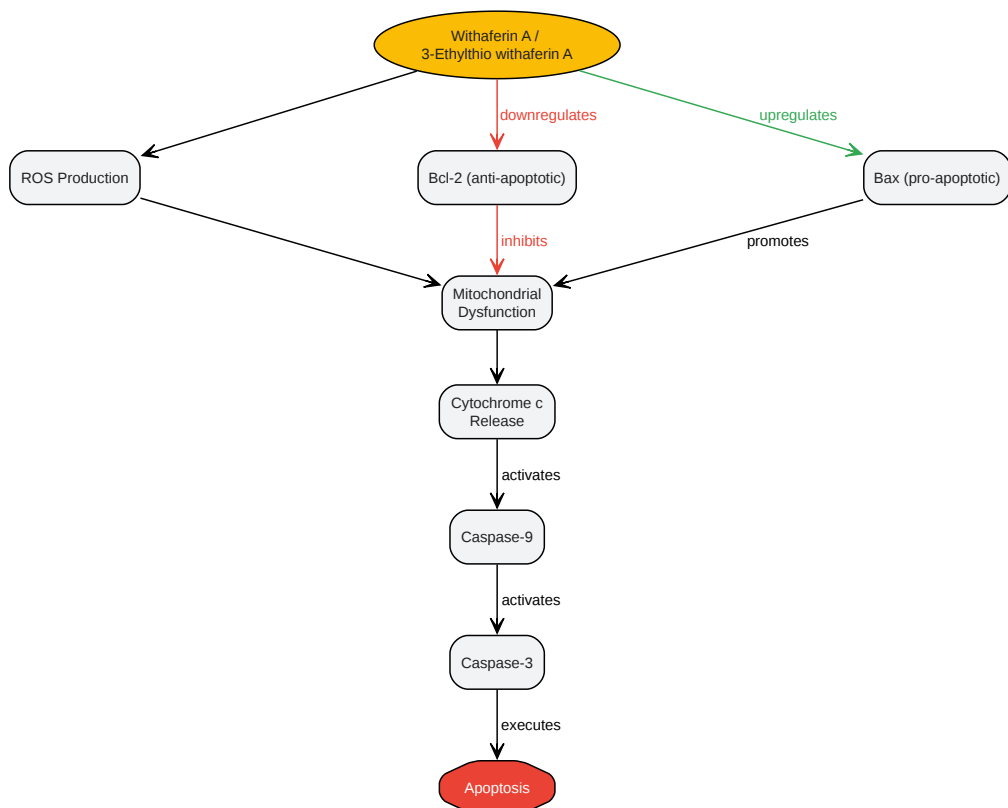 Withaferin A /
3-Ethylthio withaferin A
downregulates
upregulates
ROS Production
Bcl-2 (anti-apoptotic)
Bax (pro-apoptotic)
inhibits
promotes
Mitochondrial
Dysfunction
Cytochrome c
Release
activates
Caspase-9
activates
Caspase-3
executes
Apoptosis